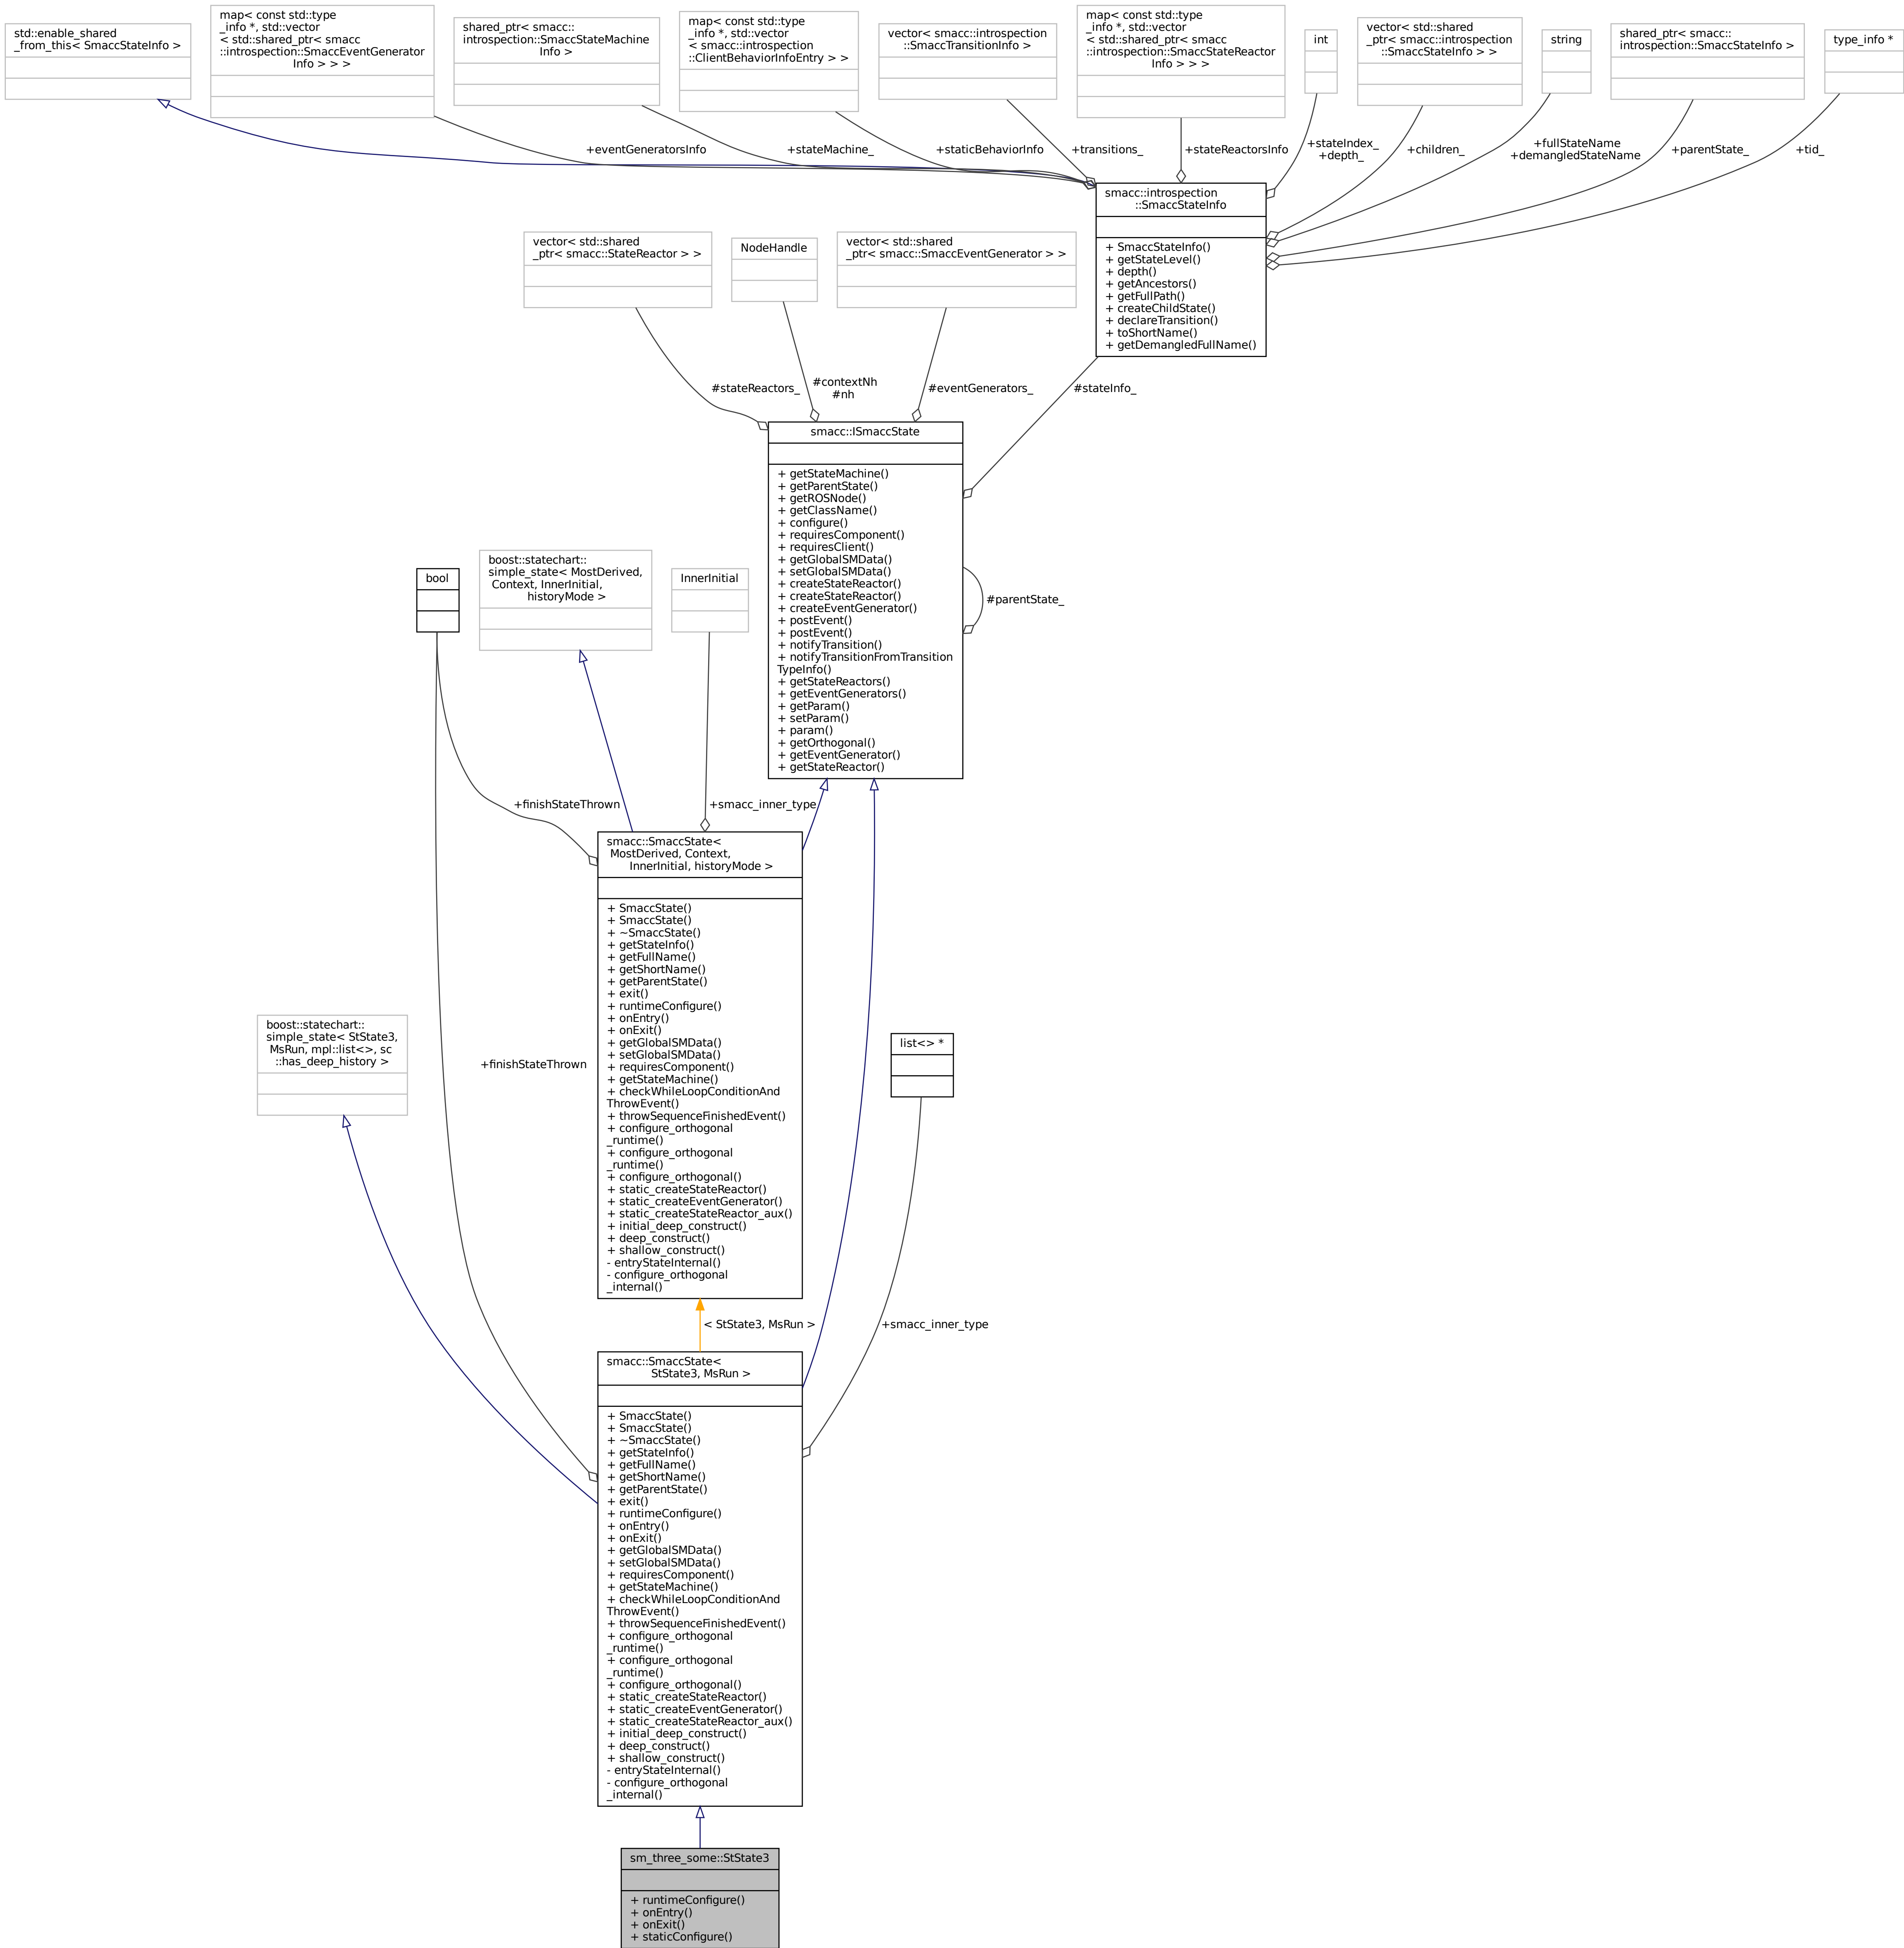 std::enable_shared
_from_this< SmaccStateInfo >
map< const std::type
_info *, std::vector
< std::shared_ptr< smacc
::introspection::SmaccEventGenerator
Info > > >
shared_ptr< smacc::
introspection::SmaccStateMachine
Info >
map< const std::type
_info *, std::vector
< smacc::introspection
::ClientBehaviorInfoEntry > >
vector< smacc::introspection
::SmaccTransitionInfo >
map< const std::type
_info *, std::vector
< std::shared_ptr< smacc
::introspection::SmaccStateReactor
Info > > >
int
vector< std::shared
_ptr< smacc::introspection
::SmaccStateInfo > >
string
shared_ptr< smacc::
introspection::SmaccStateInfo >
type_info *
+eventGeneratorsInfo
+stateMachine_
+staticBehaviorInfo
+transitions_
+stateReactorsInfo
+stateIndex_
+depth_
+children_
+fullStateName
+demangledStateName
+parentState_
+tid_
smacc::introspection
::SmaccStateInfo
+ SmaccStateInfo()
+ getStateLevel()
+ depth()
+ getAncestors()
+ getFullPath()
+ createChildState()
+ declareTransition()
+ toShortName()
+ getDemangledFullName()
vector< std::shared
_ptr< smacc::StateReactor > >
NodeHandle
vector< std::shared
_ptr< smacc::SmaccEventGenerator > >
#stateReactors_
#contextNh
#nh
#eventGenerators_
#stateInfo_
smacc::ISmaccState
+ getStateMachine()
+ getParentState()
+ getROSNode()
+ getClassName()
+ configure()
+ requiresComponent()
+ requiresClient()
+ getGlobalSMData()
+ setGlobalSMData()
+ createStateReactor()
+ createStateReactor()
+ createEventGenerator()
+ postEvent()
+ postEvent()
+ notifyTransition()
+ notifyTransitionFromTransition
TypeInfo()
+ getStateReactors()
+ getEventGenerators()
+ getParam()
+ setParam()
+ param()
+ getOrthogonal()
+ getEventGenerator()
+ getStateReactor()
#parentState_
bool
boost::statechart::
simple_state< MostDerived,
Context, InnerInitial,
historyMode >
InnerInitial
+finishStateThrown
+smacc_inner_type
smacc::SmaccState<
MostDerived, Context,
InnerInitial, historyMode >
+ SmaccState()
+ SmaccState()
+ ~SmaccState()
+ getStateInfo()
+ getFullName()
+ getShortName()
+ getParentState()
+ exit()
+ runtimeConfigure()
+ onEntry()
+ onExit()
+ getGlobalSMData()
+ setGlobalSMData()
+ requiresComponent()
+ getStateMachine()
+ checkWhileLoopConditionAnd
ThrowEvent()
+ throwSequenceFinishedEvent()
+ configure_orthogonal
_runtime()
+ configure_orthogonal
_runtime()
+ configure_orthogonal()
+ static_createStateReactor()
+ static_createEventGenerator()
+ static_createStateReactor_aux()
+ initial_deep_construct()
+ deep_construct()
+ shallow_construct()
- entryStateInternal()
- configure_orthogonal
_internal()
boost::statechart::
simple_state< StState3,
MsRun, mpl::list<>, sc
::has_deep_history >
+finishStateThrown
list<> *
< StState3, MsRun >
+smacc_inner_type
smacc::SmaccState<
StState3, MsRun >
+ SmaccState()
+ SmaccState()
+ ~SmaccState()
+ getStateInfo()
+ getFullName()
+ getShortName()
+ getParentState()
+ exit()
+ runtimeConfigure()
+ onEntry()
+ onExit()
+ getGlobalSMData()
+ setGlobalSMData()
+ requiresComponent()
+ getStateMachine()
+ checkWhileLoopConditionAnd
ThrowEvent()
+ throwSequenceFinishedEvent()
+ configure_orthogonal
_runtime()
+ configure_orthogonal
_runtime()
+ configure_orthogonal()
+ static_createStateReactor()
+ static_createEventGenerator()
+ static_createStateReactor_aux()
+ initial_deep_construct()
+ deep_construct()
+ shallow_construct()
- entryStateInternal()
- configure_orthogonal
_internal()
sm_three_some::StState3
+ runtimeConfigure()
+ onEntry()
+ onExit()
+ staticConfigure()